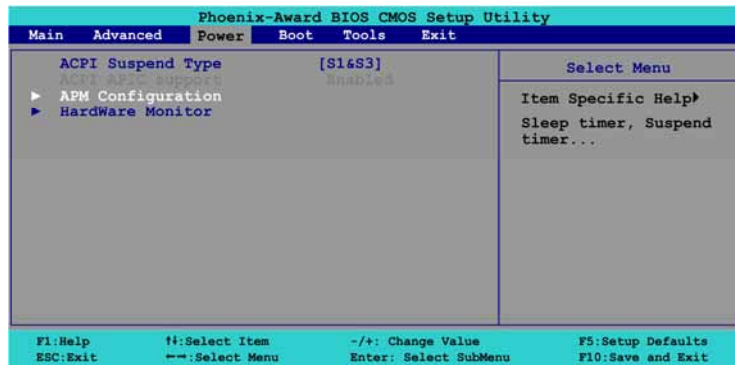 Phoenix-Award BIOS CMOS Setup Utility
Main Advanced Power Boot Tools Exit
ACPI Suspend Type [S1&S3]
ACPI APIC support Enabled
► APM Configuration
► HardWare Monitor
Select Menu
Item Specific Help►
Sleep timer, Suspend
timer...
F1:Help ↑↓:Select Item -/+: Change Value F5:Setup Defaults
ESC:Exit ←→:Select Menu Enter: Select SubMenu F10:Save and Exit